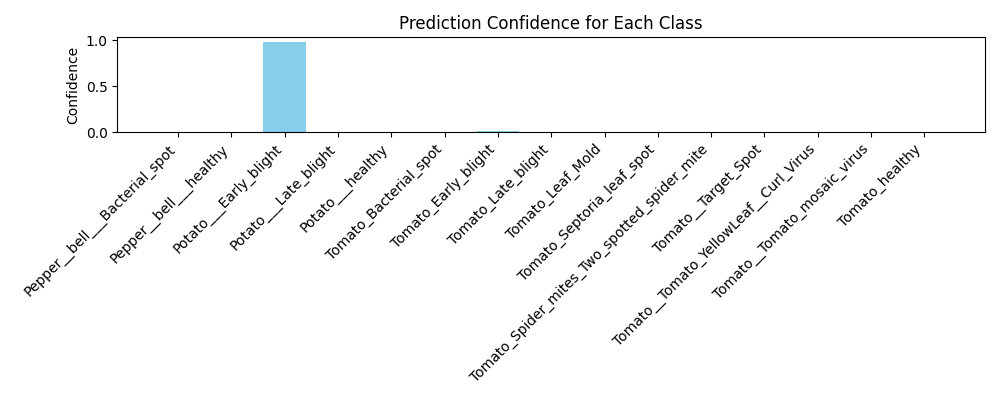 Prediction Confidence for Each Class
Confidence
1.0
0.5
0.0
Pepper__bell___Bacterial_spot
Pepper__bell___healthy
Potato___Early_blight
Potato___Late_blight
Potato___healthy
Tomato_Bacterial_spot
Tomato_Early_blight
Tomato_Late_blight
Tomato_Leaf_Mold
Tomato_Septoria_leaf_spot
Tomato_Spider_mites_Two_spotted_spider_mite
Tomato__Target_Spot
Tomato__Tomato_YellowLeaf__Curl_Virus
Tomato__Tomato_mosaic_virus
Tomato_healthy